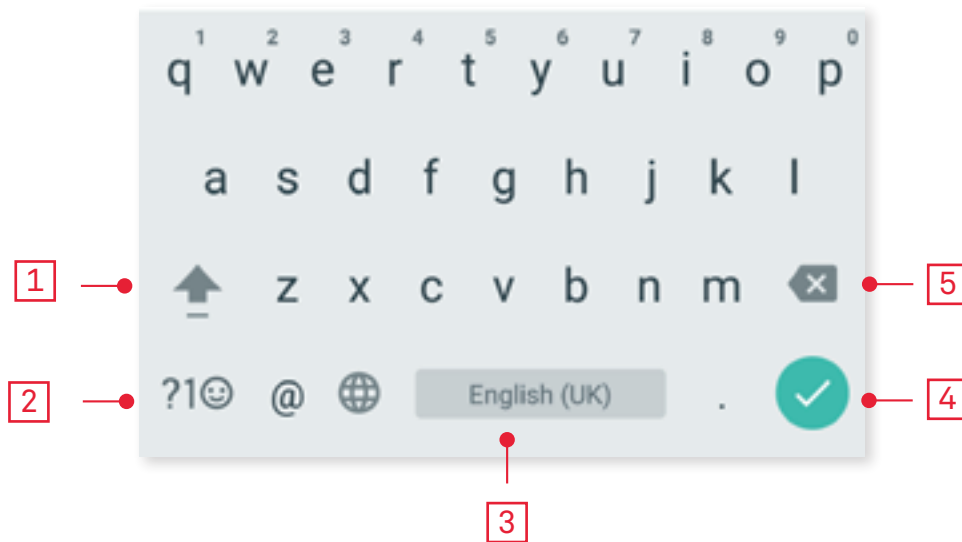 1 2 3 4 5 6 7 8 9 0
q w e r t y u i o p
a s d f g h j k l
1 z x c v b n m 5
2 ?1☺ @ English (UK) . 4
3